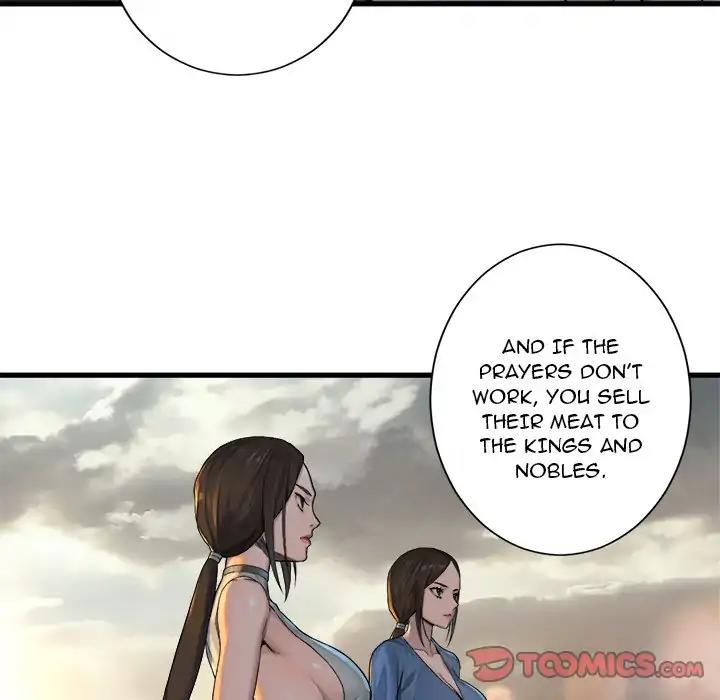 AND IF THE
PRAYERS DON'T
WORK, YOU SELL
THEIR MEAT TO
THE KINGS AND
NOBLES.
TOOMICS.COM